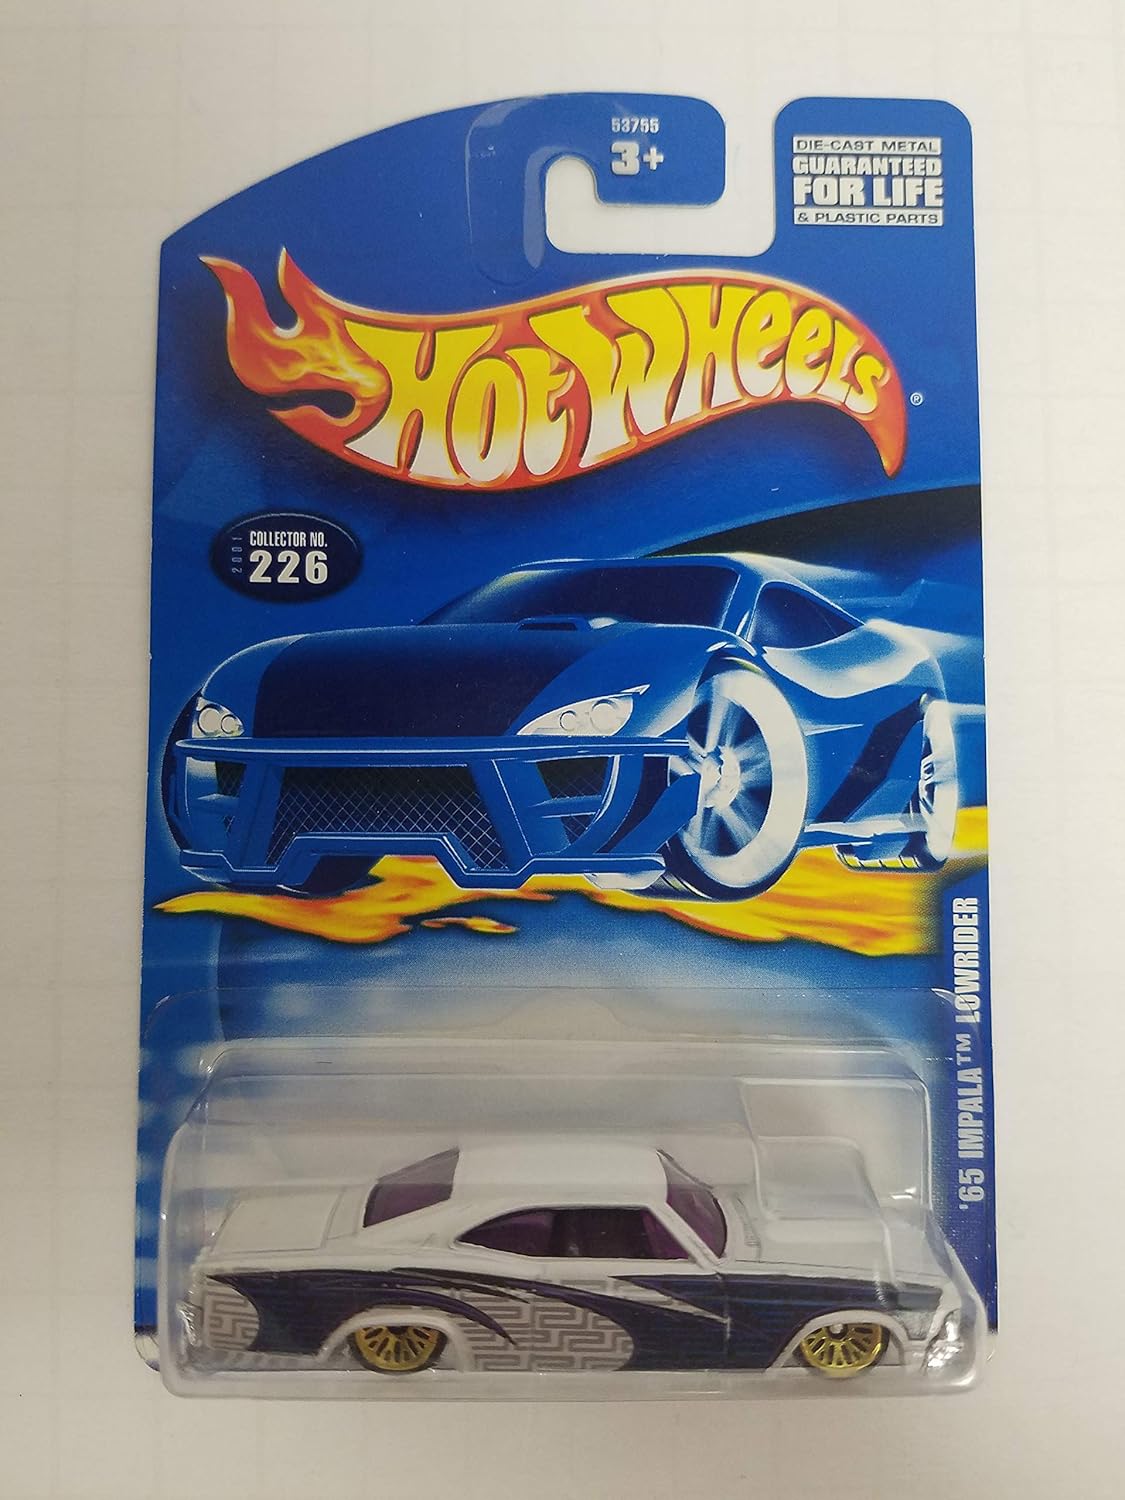 53755
3+
DIE-CAST METAL
GUARANTEED
FOR LIFE
& PLASTIC PARTS
HOT WHEELS®
2001
COLLECTOR NO.
226
'65 IMPALA™ LOWRIDER